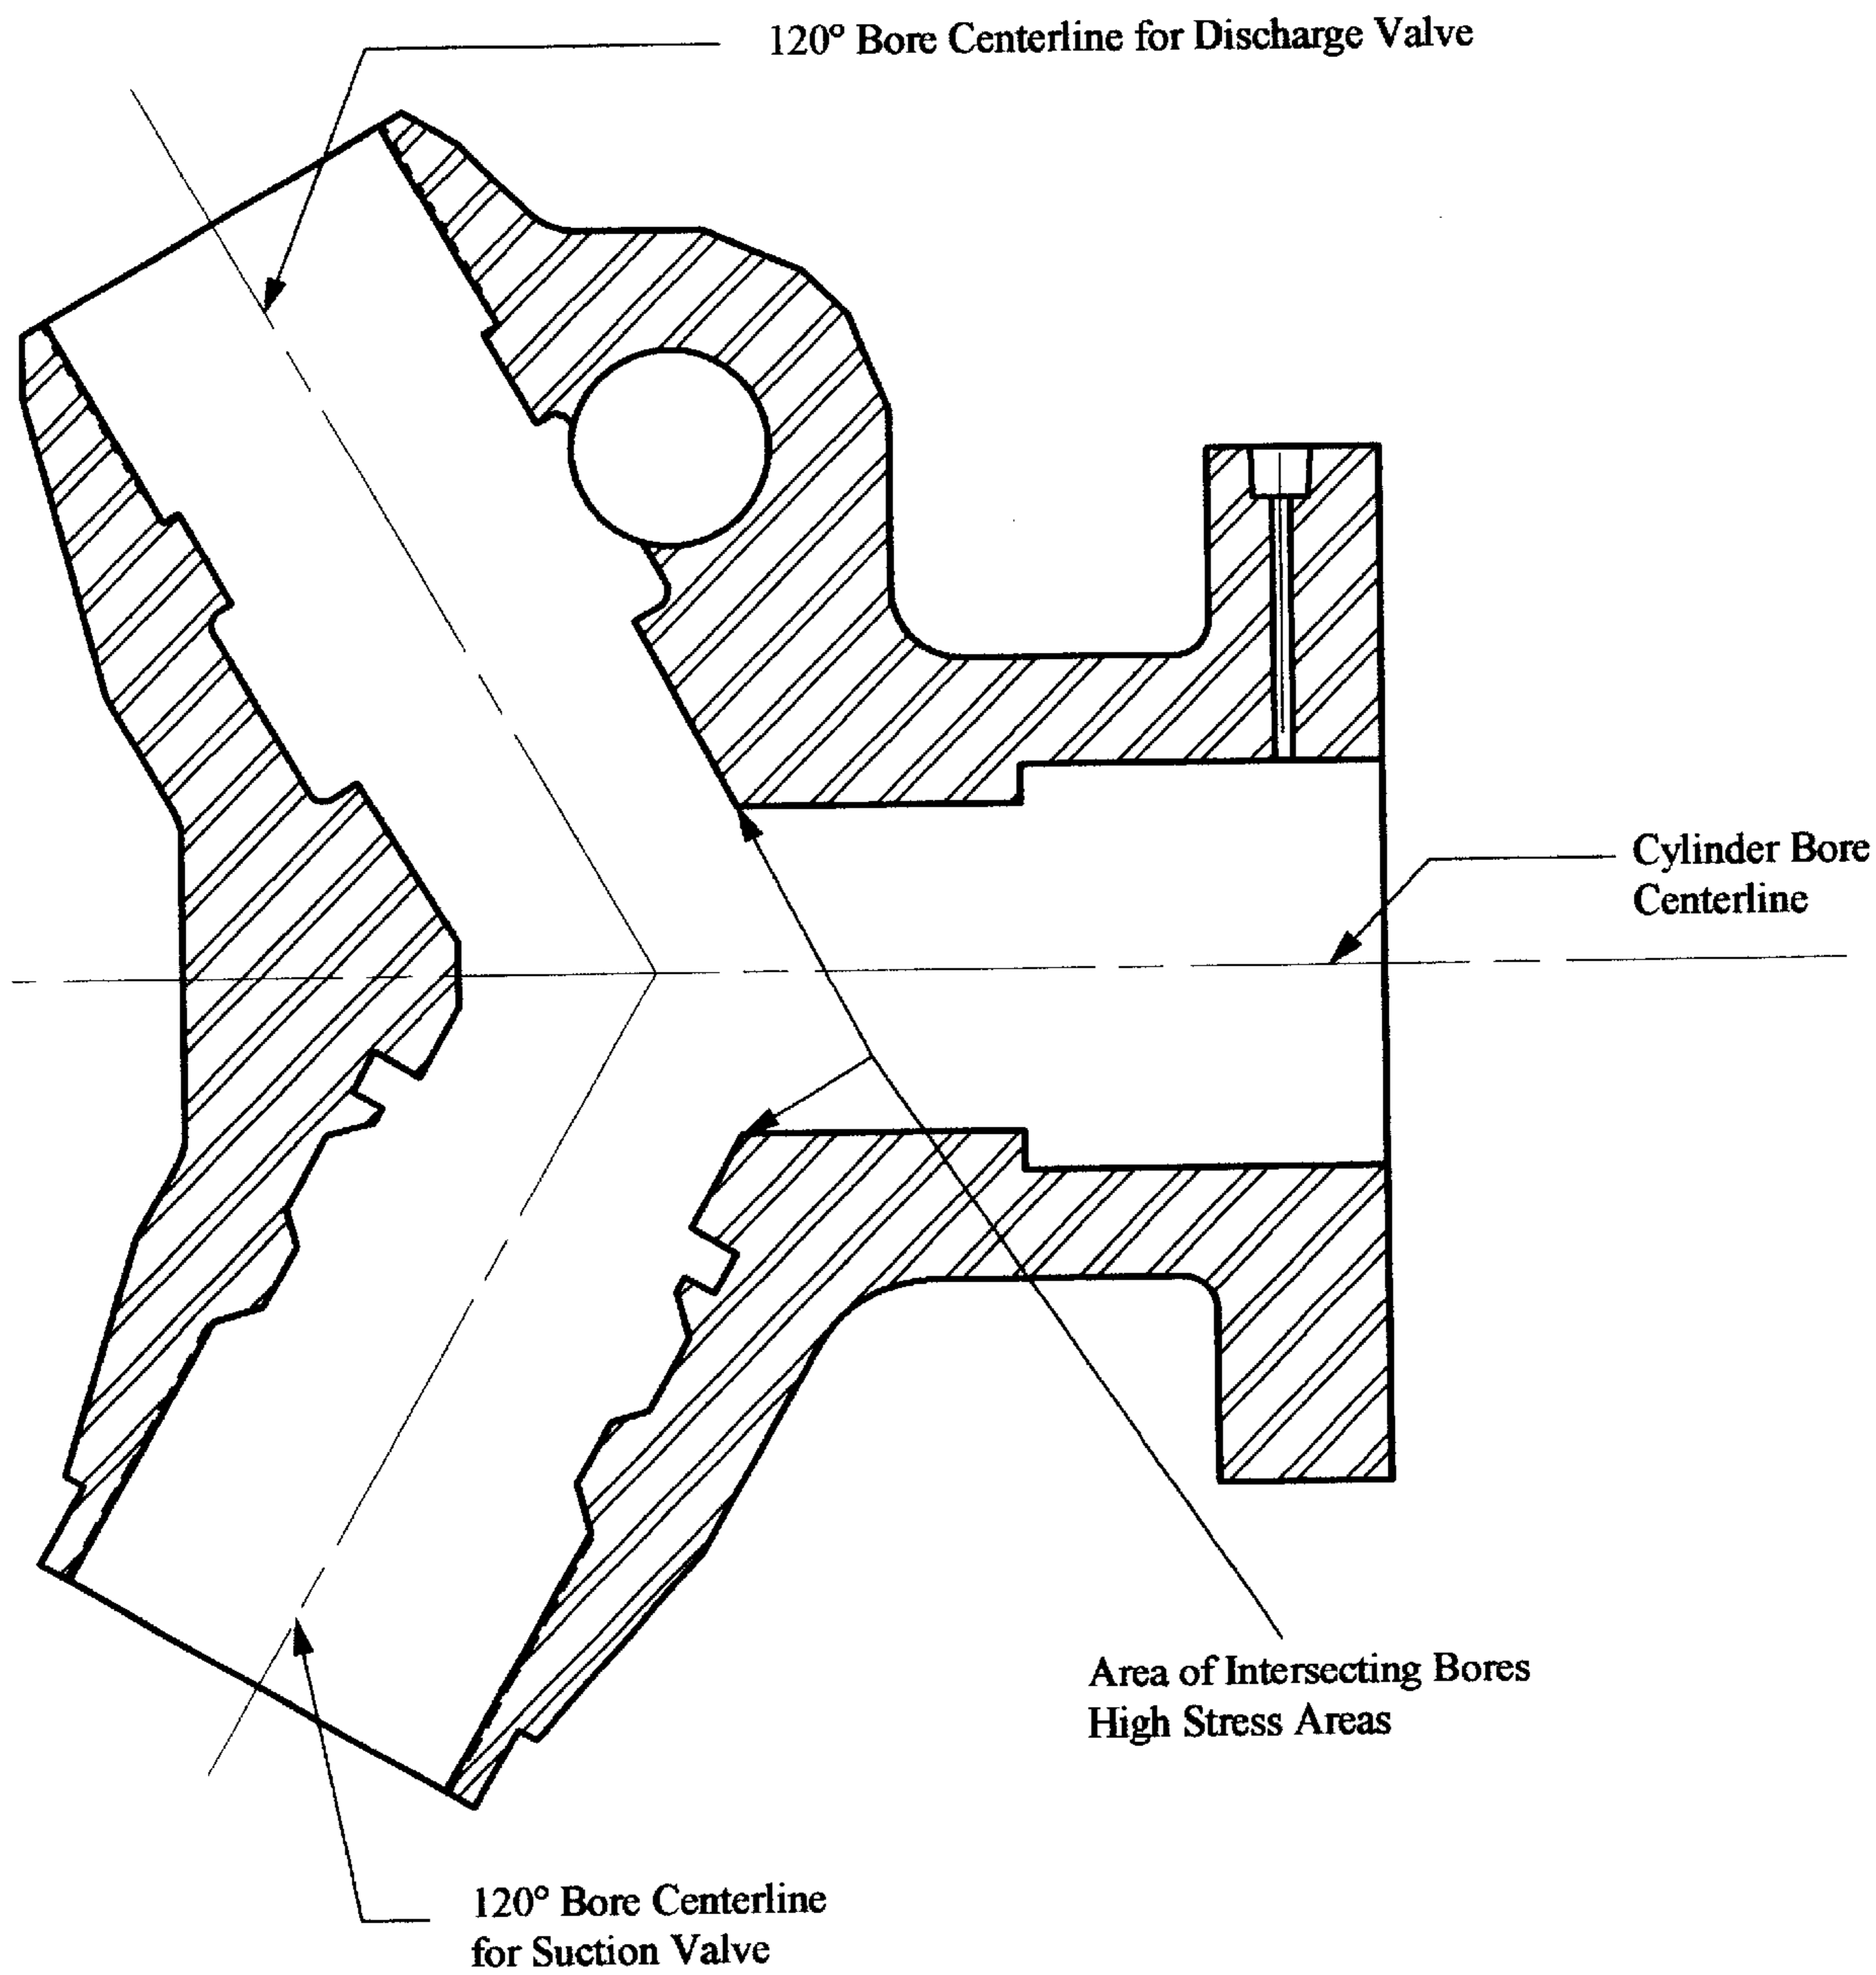 120° Bore Centerline for Discharge Valve
Cylinder Bore
Centerline
Area of Intersecting Bores
High Stress Areas
120° Bore Centerline
for Suction Valve